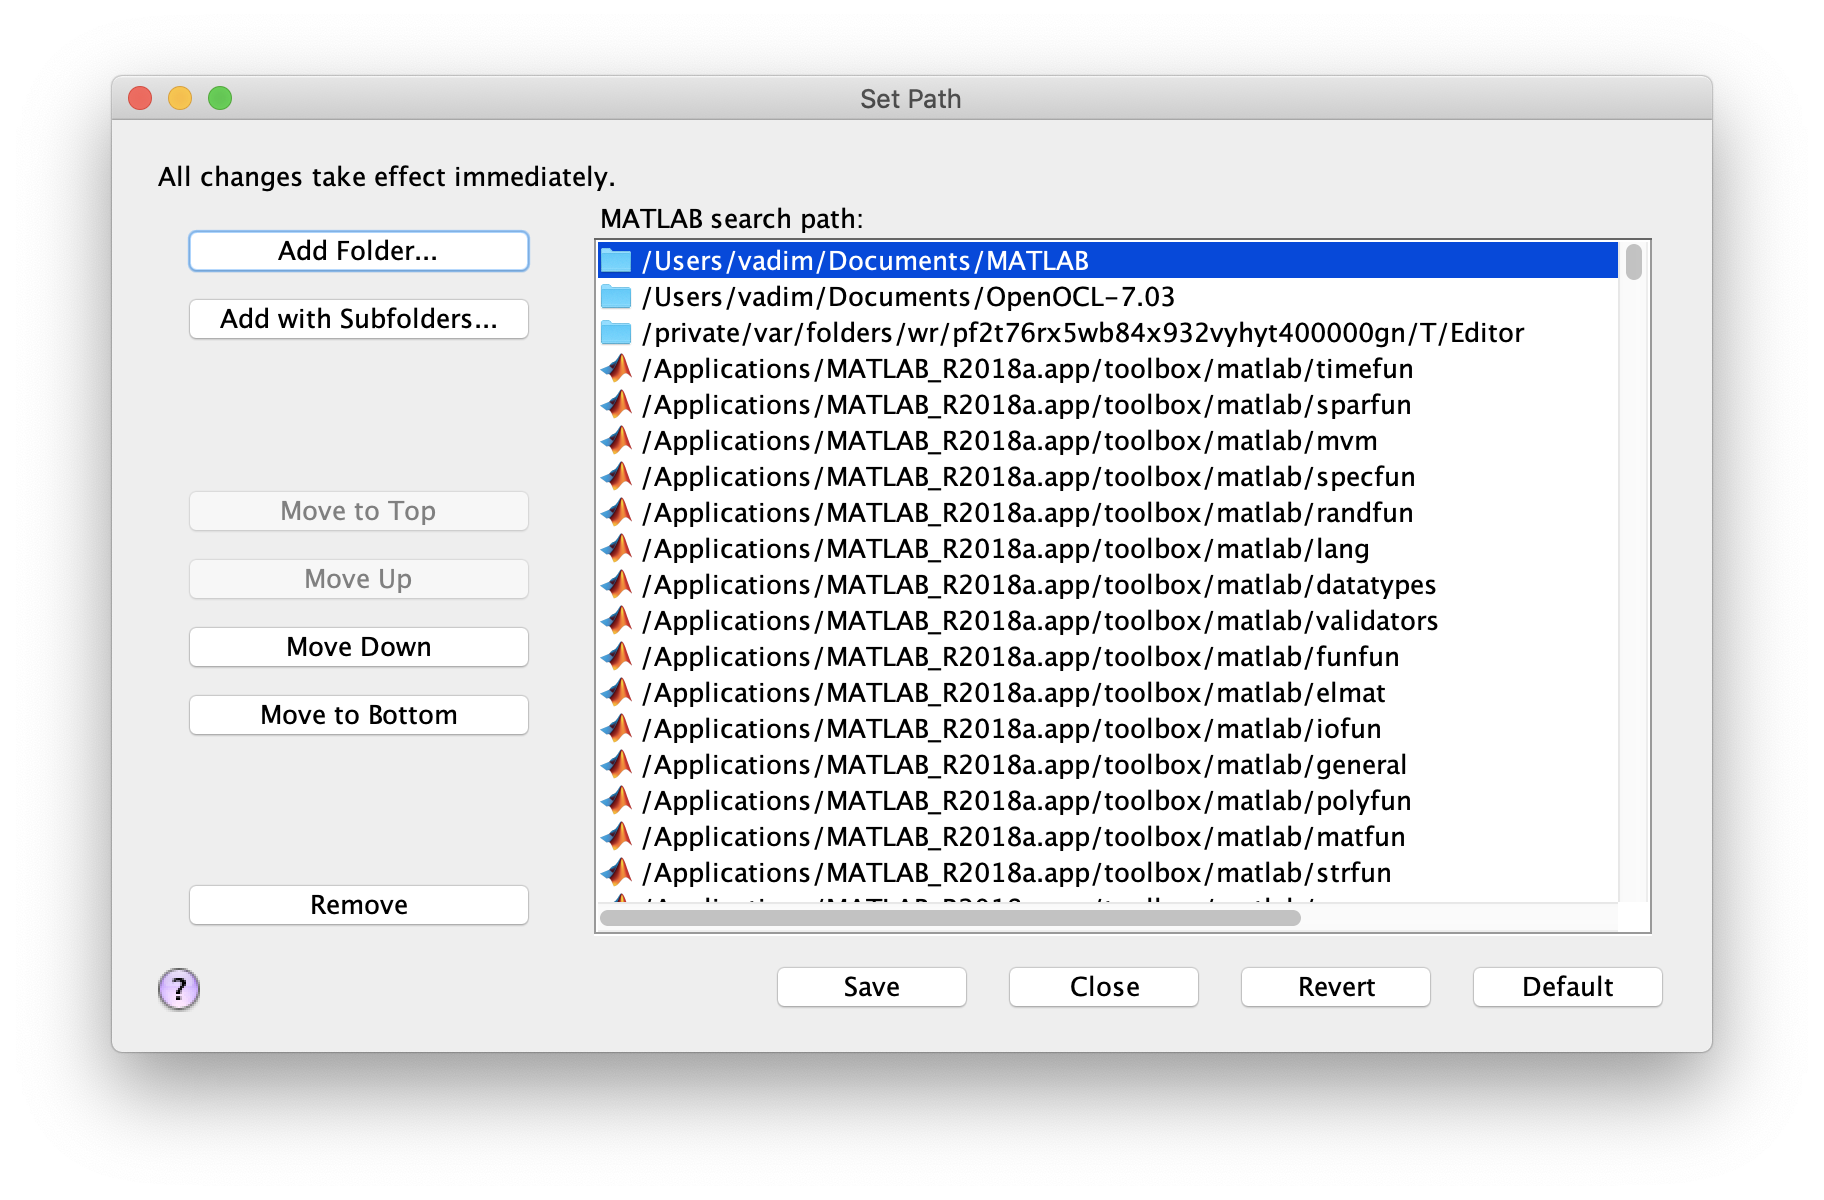 Set Path
All changes take effect immediately.
MATLAB search path:
Add Folder...
Add with Subfolders...
Move to Top
Move Up
Move Down
Move to Bottom
Remove
/Users/vadim/Documents/MATLAB
/Users/vadim/Documents/OpenOCL-7.03
/private/var/folders/wr/pf2t76rx5wb84x932vyhyt400000gn/T/Editor
/Applications/MATLAB_R2018a.app/toolbox/matlab/timefun
/Applications/MATLAB_R2018a.app/toolbox/matlab/sparfun
/Applications/MATLAB_R2018a.app/toolbox/matlab/mvm
/Applications/MATLAB_R2018a.app/toolbox/matlab/specfun
/Applications/MATLAB_R2018a.app/toolbox/matlab/randfun
/Applications/MATLAB_R2018a.app/toolbox/matlab/lang
/Applications/MATLAB_R2018a.app/toolbox/matlab/datatypes
/Applications/MATLAB_R2018a.app/toolbox/matlab/validators
/Applications/MATLAB_R2018a.app/toolbox/matlab/funfun
/Applications/MATLAB_R2018a.app/toolbox/matlab/elmat
/Applications/MATLAB_R2018a.app/toolbox/matlab/iofun
/Applications/MATLAB_R2018a.app/toolbox/matlab/general
/Applications/MATLAB_R2018a.app/toolbox/matlab/polyfun
/Applications/MATLAB_R2018a.app/toolbox/matlab/matfun
/Applications/MATLAB_R2018a.app/toolbox/matlab/strfun
?
Save
Close
Revert
Default